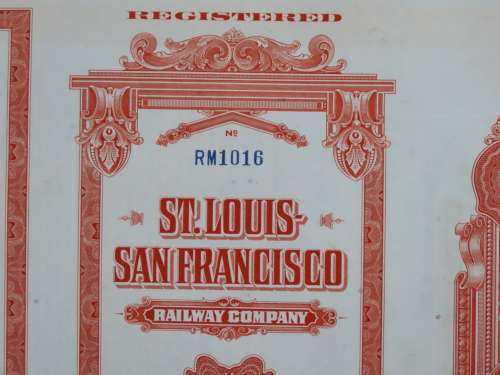 REGISTERED
Nº
RM1016
ST. LOUIS-
SAN FRANCISCO
RAILWAY COMPANY